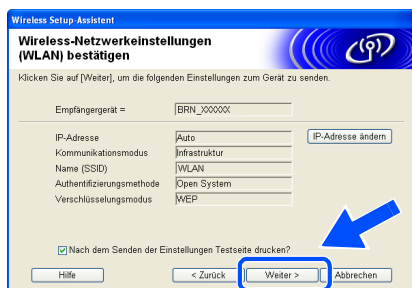 Wireless Setup-Assistent
Wireless-Netzwerkeinstellungen
(WLAN) bestätigen
Klicken Sie auf [Weiter], um die folgenden Einstellungen zum Gerät zu senden.
Empfängergerät = BRN_XXXXXX
IP-Adresse Auto IP-Adresse ändern
Kommunikationsmodus Infrastruktur
Name (SSID) WLAN
Authentifizierungsmethode Open System
Verschlüsselungsmodus WEP
Nach dem Senden der Einstellungen Testseite drucken?
Hilfe < Zurück Weiter > Abbrechen